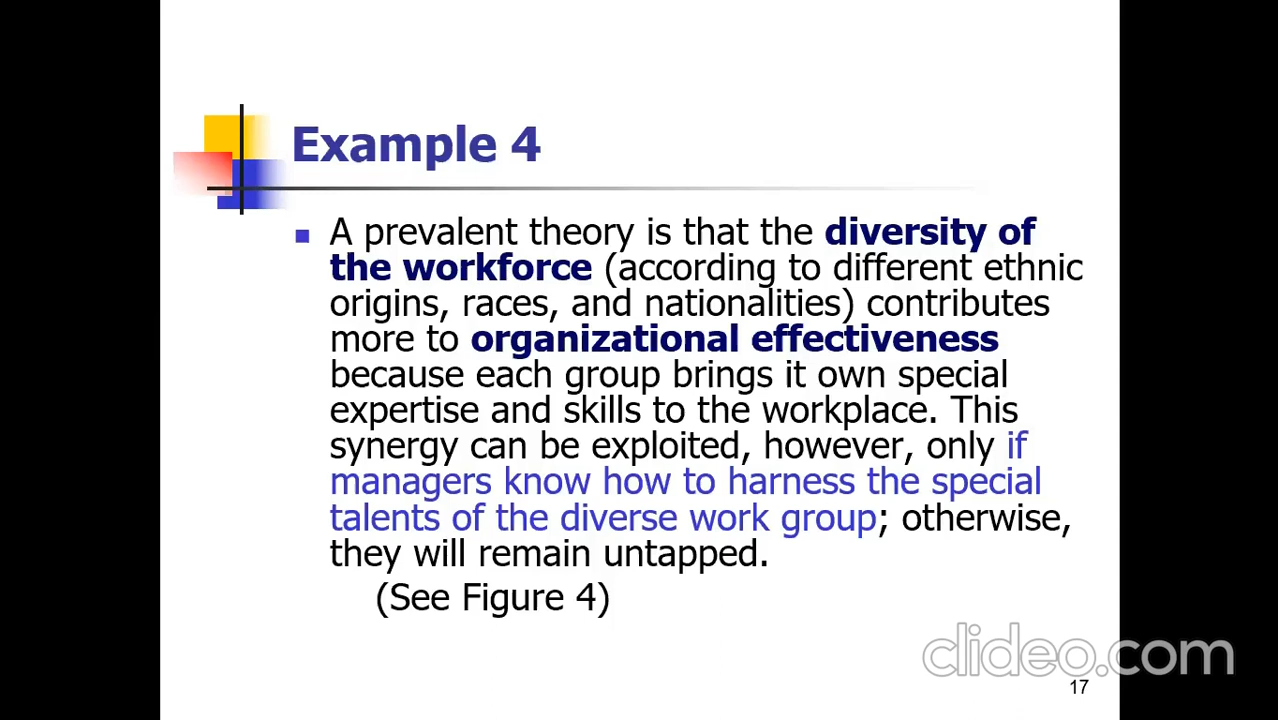 Example 4
A prevalent theory is that the diversity of
the workforce (according to different ethnic
origins, races, and nationalities) contributes
more to organizational effectiveness
because each group brings it own special
expertise and skills to the workplace. This
synergy can be exploited, however, only if
managers know how to harness the special
talents of the diverse work group; otherwise,
they will remain untapped.
(See Figure 4)
clideo.com
17